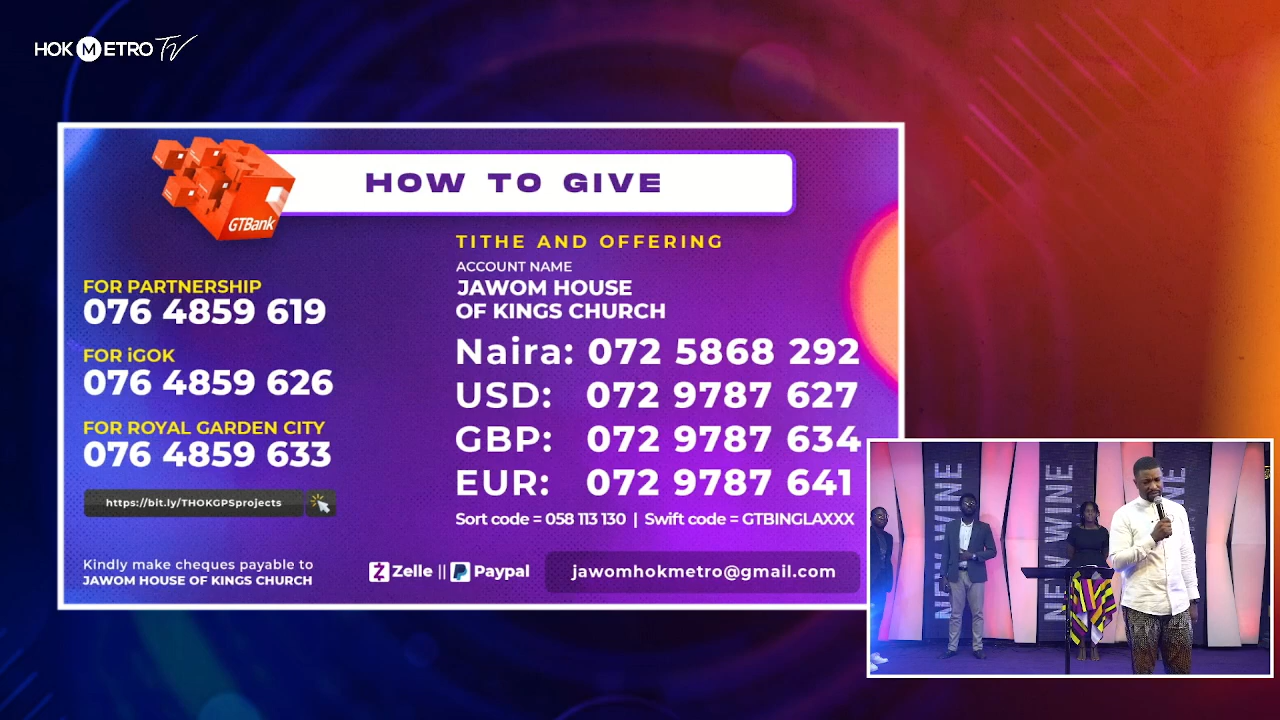 HOK METRO TV
GTBank
HOW TO GIVE
FOR PARTNERSHIP
076 4859 619
FOR iGOK
076 4859 626
FOR ROYAL GARDEN CITY
076 4859 633
https://bit.ly/THOKGPSprojects
Kindly make cheques payable to
JAWOM HOUSE OF KINGS CHURCH
TITHE AND OFFERING
ACCOUNT NAME
JAWOM HOUSE
OF KINGS CHURCH
Naira: 072 5868 292
USD: 072 9787 627
GBP: 072 9787 634
EUR: 072 9787 641
Sort code = 058 113 130 | Swift code = GTBINGLAXXX
Zelle || Paypal
jawomhokmetro@gmail.com
NEW WINE
NEW WINE
WINE